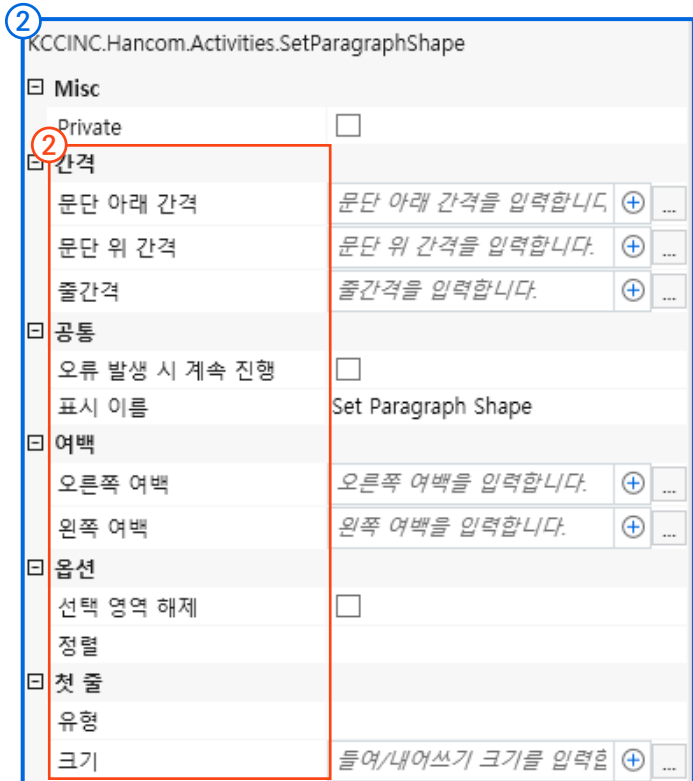 ②
KCCINC.Hancom.Activities.SetParagraphShape
Misc
Private
②
간격
문단 아래 간격 문단 아래 간격을 입력합니다 ...
문단 위 간격 문단 위 간격을 입력합니다. ...
줄간격 줄간격을 입력합니다. ...
공통
오류 발생 시 계속 진행
표시 이름 Set Paragraph Shape
여백
오른쪽 여백 오른쪽 여백을 입력합니다. ...
왼쪽 여백 왼쪽 여백을 입력합니다. ...
옵션
선택 영역 해제
정렬
첫 줄
유형
크기 들여/내어쓰기 크기를 입력합 ...